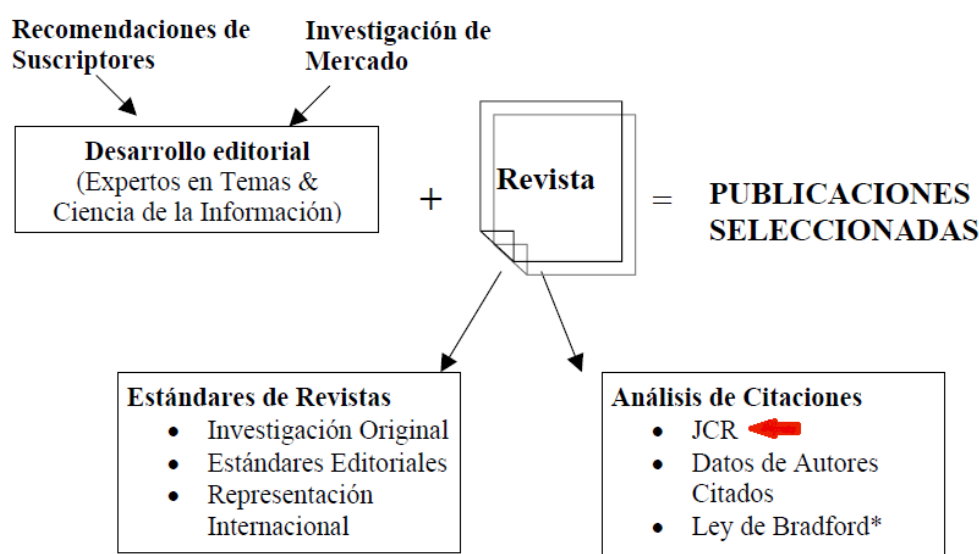 Recomendaciones de
Suscriptores
Investigación de
Mercado
Desarrollo editorial
(Expertos en Temas &
Ciencia de la Información)
+
Revista
=
PUBLICACIONES
SELECCIONADAS
Estándares de Revistas
• Investigación Original
• Estándares Editoriales
• Representación
Internacional
Análisis de Citaciones
• JCR
• Datos de Autores
Citados
• Ley de Bradford*